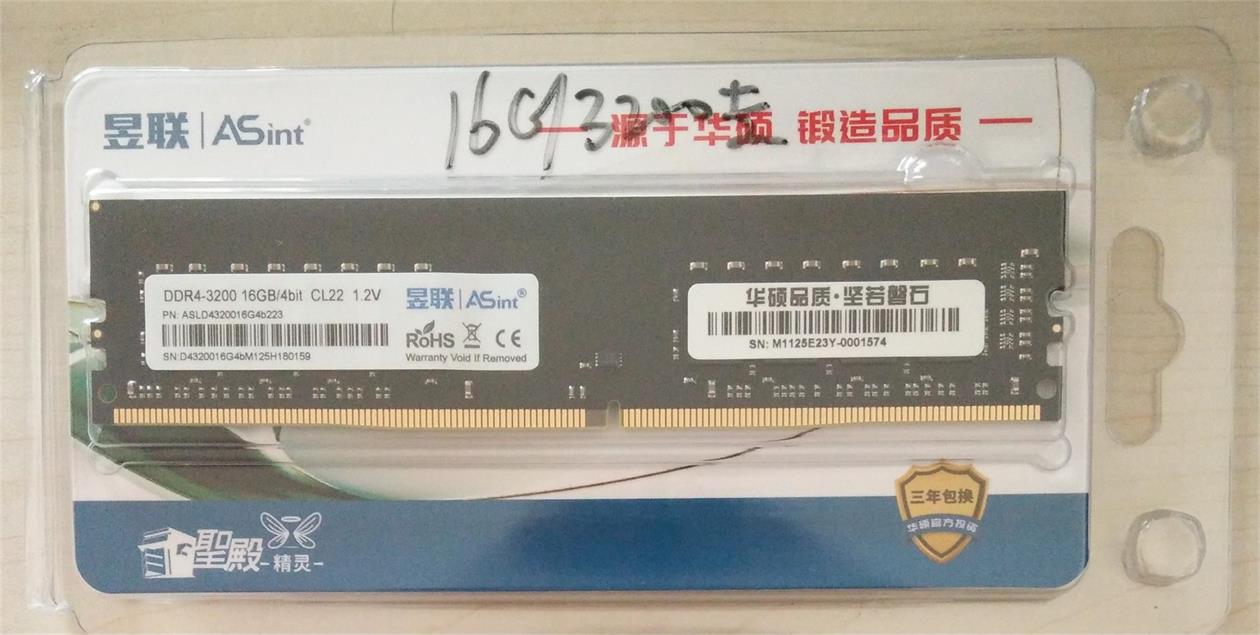 昱联 | ASint®
16G 3200
源于华硕 锻造品质
DDR4-3200 16GB/4bit CL22 1.2V
昱联 | ASint®
PN: ASLD4320016G4b223
RoHS CE
SN:D4320016G4bM125H180159
Warranty Void If Removed
华硕品质·坚若磐石
SN: M1125E23Y-0001574
三年包换
华硕官方投资
聖殿-精灵-